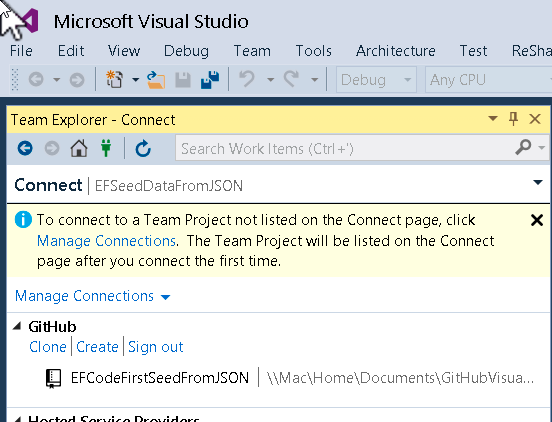 Microsoft Visual Studio
File Edit View Debug Team Tools Architecture Test ReSha
Debug Any CPU
Team Explorer - Connect
Search Work Items (Ctrl+')
Connect | EFSeedDataFromJSON
To connect to a Team Project not listed on the Connect page, click
Manage Connections. The Team Project will be listed on the Connect
page after you connect the first time.
Manage Connections
GitHub
Clone | Create | Sign out
EFCodeFirstSeedFromJSON | \\Mac\Home\Documents\GitHubVisua...
Hosted Service Providers